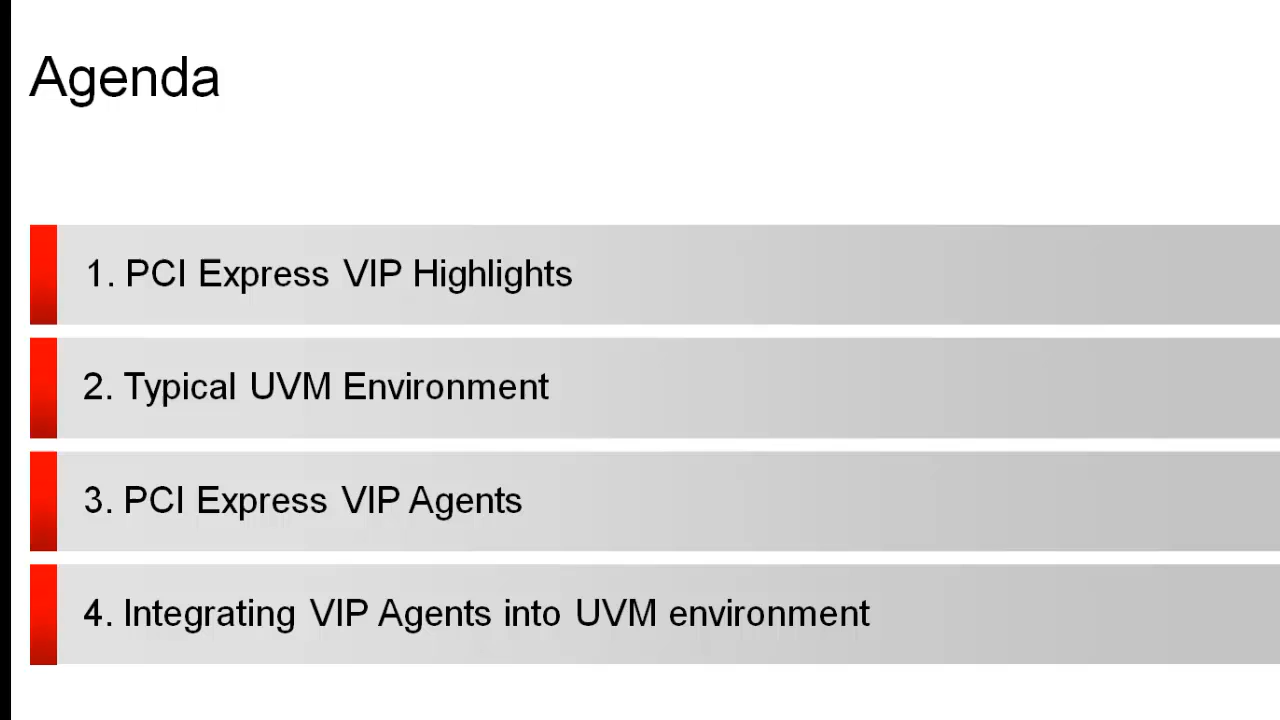 Agenda
1. PCI Express VIP Highlights
2. Typical UVM Environment
3. PCI Express VIP Agents
4. Integrating VIP Agents into UVM environment